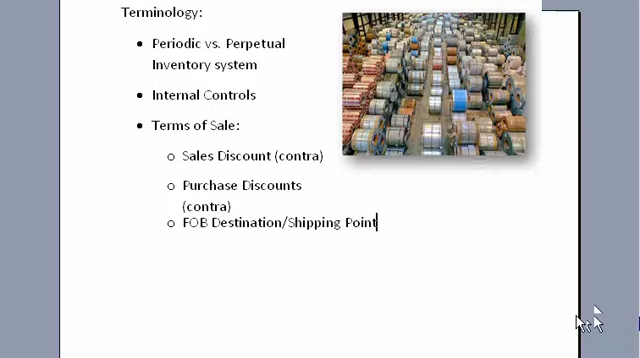 Terminology:
• Periodic vs. Perpetual
Inventory system
• Internal Controls
• Terms of Sale:
o Sales Discount (contra)
o Purchase Discounts
(contra)
o FOB Destination/Shipping Point